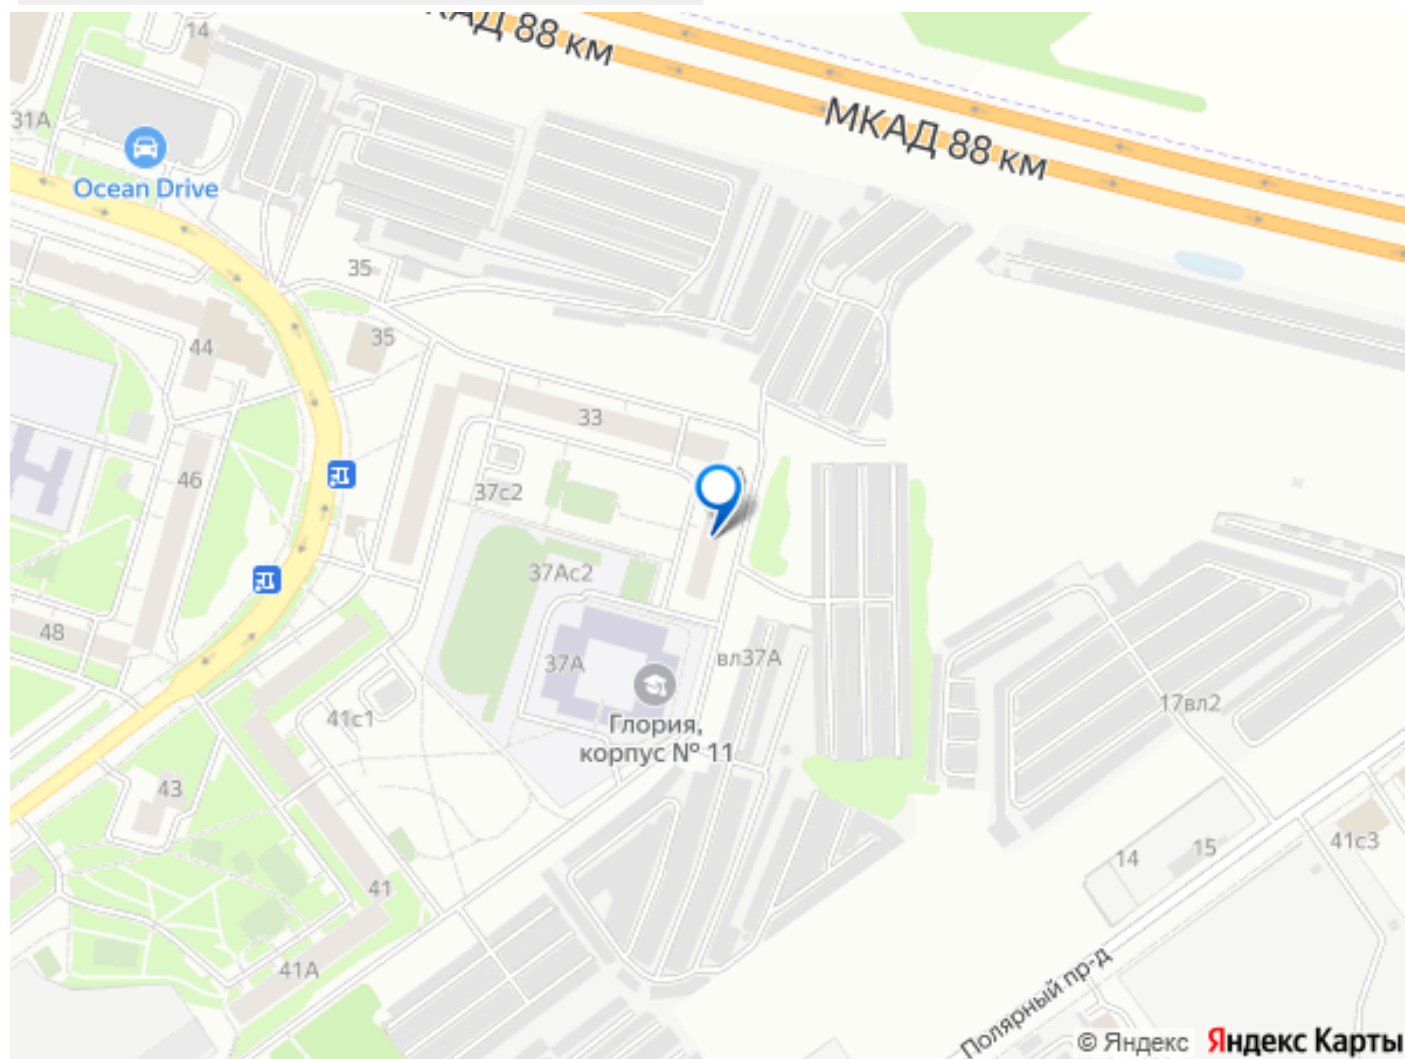 14
КАД 88 км
31А
Ocean Drive
МКАД 88 км
35
35
44
33
46
37с2
37Ас2
48
37А
вл37А
41с1
Глория,
корпус № 11
17вл2
43
14
15
41с3
41
41А
Полярный пр-д
© Яндекс
Яндекс Карты